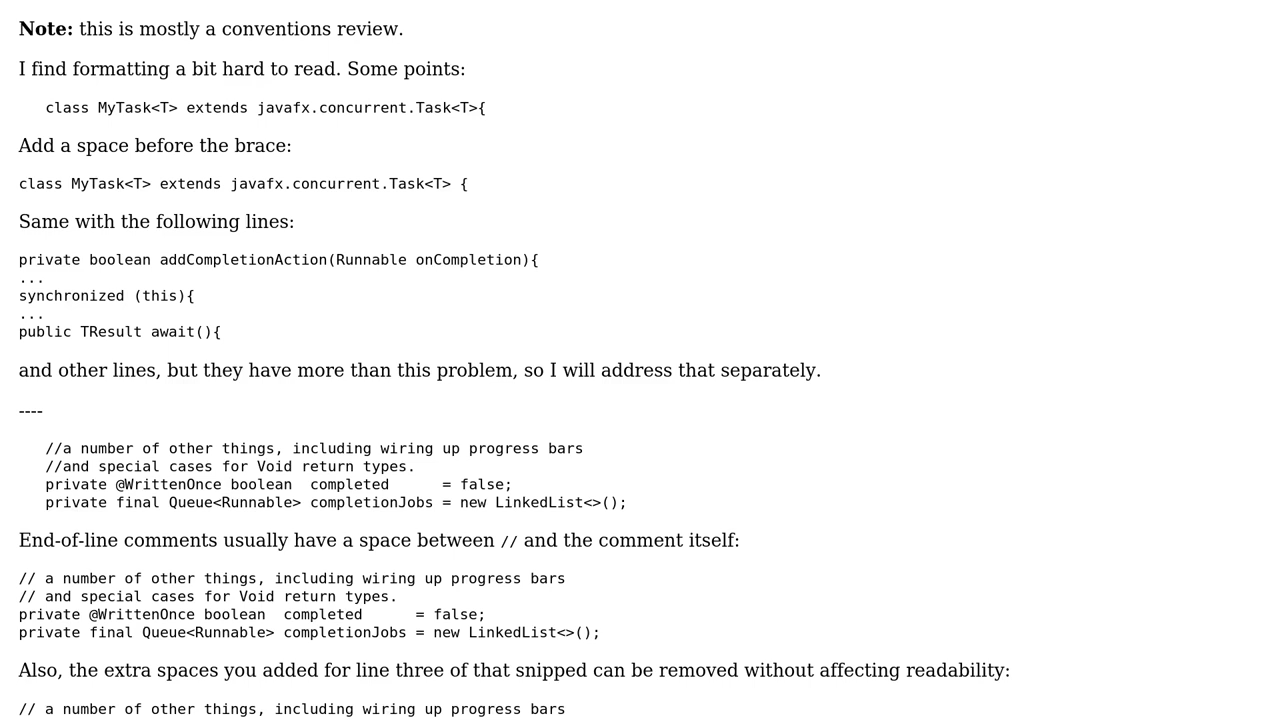 Note: this is mostly a conventions review.
I find formatting a bit hard to read. Some points:
class MyTask<T> extends javafx.concurrent.Task<T>{
Add a space before the brace:
class MyTask<T> extends javafx.concurrent.Task<T> {
Same with the following lines:
private boolean addCompletionAction(Runnable onCompletion){
...
synchronized (this){
...
public TResult await(){
and other lines, but they have more than this problem, so I will address that separately.
----
//a number of other things, including wiring up progress bars
//and special cases for Void return types.
private @WrittenOnce boolean  completed      = false;
private final Queue<Runnable> completionJobs = new LinkedList<>();
End-of-line comments usually have a space between // and the comment itself:
// a number of other things, including wiring up progress bars
// and special cases for Void return types.
private @WrittenOnce boolean  completed      = false;
private final Queue<Runnable> completionJobs = new LinkedList<>();
Also, the extra spaces you added for line three of that snipped can be removed without affecting readability:
// a number of other things, including wiring up progress bars